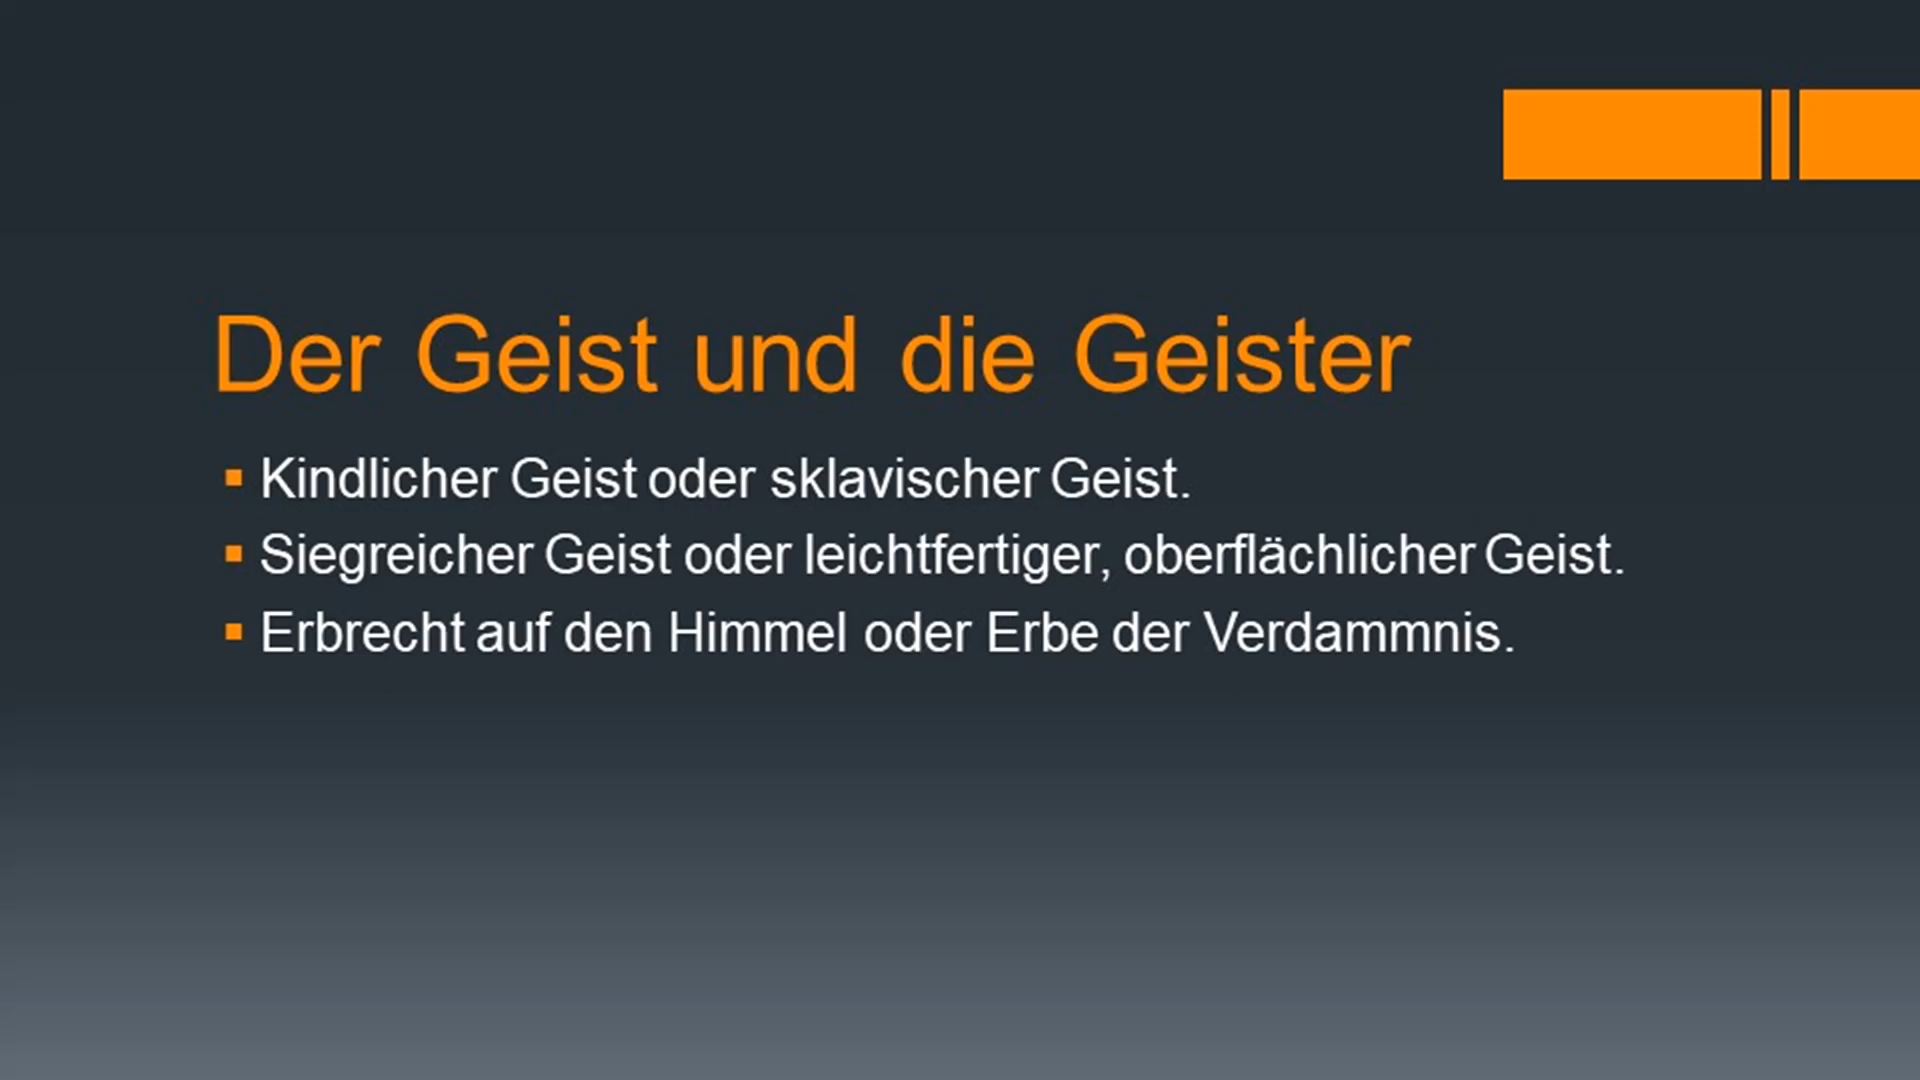 Der Geist und die Geister
Kindlicher Geist oder sklavischer Geist.
Siegreicher Geist oder leichtfertiger, oberflächlicher Geist.
Erbrecht auf den Himmel oder Erbe der Verdammnis.